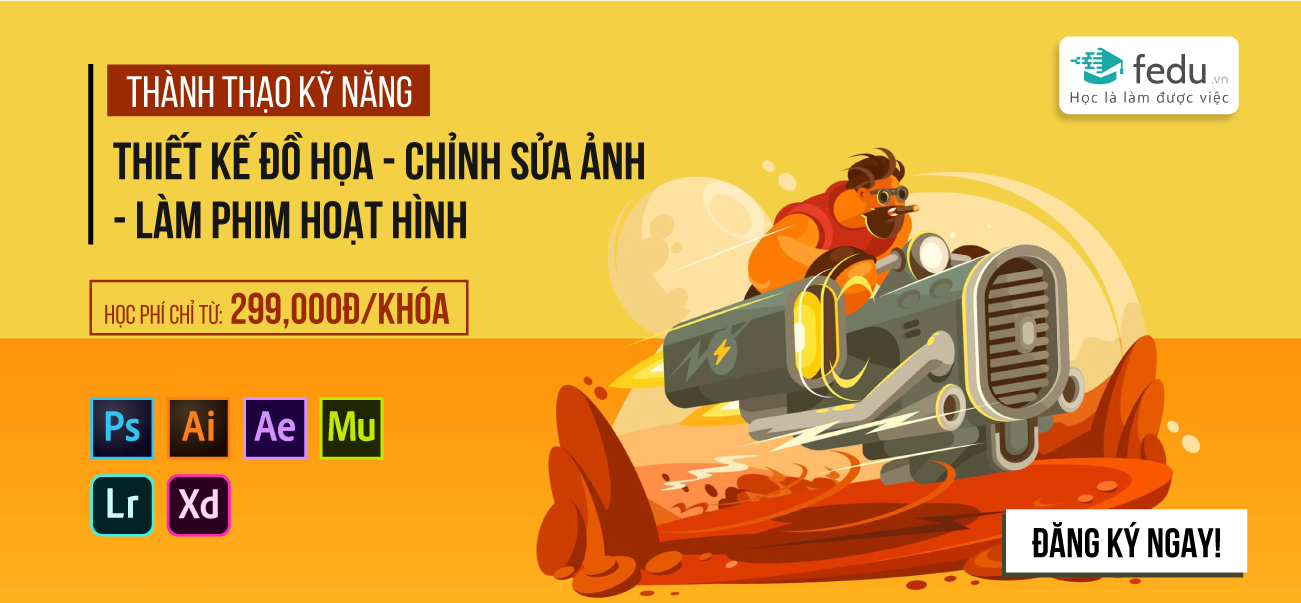 THÀNH THẠO KỸ NĂNG
THIẾT KẾ ĐỒ HỌA - CHỈNH SỬA ẢNH
- LÀM PHIM HOẠT HÌNH
HỌC PHÍ CHỈ TỪ: 299,000Đ/KHÓA
Ps Ai Ae Mu
Lr Xd
fedu.vn
Học là làm được việc
ĐĂNG KÝ NGAY!